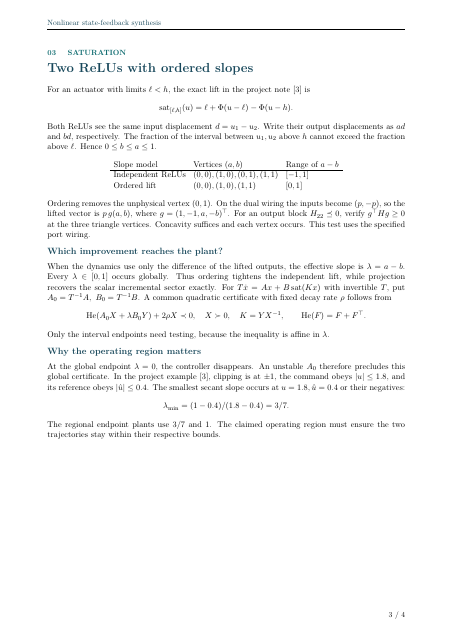 Nonlinear state-feedback synthesis
03 SATURATION
Two ReLUs with ordered slopes
For an actuator with limits ℓ < h, the exact lift in the project note [3] is
sat[ℓ,h](u) = ℓ + Φ(u − ℓ) − Φ(u − h).
Both ReLUs see the same input displacement d = u₁ − u₂. Write their output displacements as ad
and bd, respectively. The fraction of the interval between u₁, u₂ above h cannot exceed the fraction
above ℓ. Hence 0 ≤ b ≤ a ≤ 1.
Slope model Vertices (a, b) Range of a − b
Independent ReLUs (0, 0), (1, 0), (0, 1), (1, 1) [−1, 1]
Ordered lift (0, 0), (1, 0), (1, 1) [0, 1]
Ordering removes the unphysical vertex (0, 1). On the dual wiring the inputs become (p, −p), so the
lifted vector is p g(a, b), where g = (1, −1, a, −b)⊤. For an output block H₂₂ ⪯ 0, verify g⊤Hg ≥ 0
at the three triangle vertices. Concavity suffices and each vertex occurs. This test uses the specified
port wiring.
Which improvement reaches the plant?
When the dynamics use only the difference of the lifted outputs, the effective slope is λ = a − b.
Every λ ∈ [0, 1] occurs globally. Thus ordering tightens the independent lift, while projection
recovers the scalar incremental sector exactly. For Tẋ = Ax + B sat(Kx) with invertible T, put
A₀ = T⁻¹A, B₀ = T⁻¹B. A common quadratic certificate with fixed decay rate ρ follows from
He(A₀X + λB₀Y) + 2ρX ≺ 0, X ≻ 0, K = Y X⁻¹, He(F) = F + F⊤.
Only the interval endpoints need testing, because the inequality is affine in λ.
Why the operating region matters
At the global endpoint λ = 0, the controller disappears. An unstable A₀ therefore precludes this
global certificate. In the project example [3], clipping is at ±1, the command obeys |u| ≤ 1.8, and
its reference obeys |û| ≤ 0.4. The smallest secant slope occurs at u = 1.8, û = 0.4 or their negatives:
λmin = (1 − 0.4)/(1.8 − 0.4) = 3/7.
The regional endpoint plants use 3/7 and 1. The claimed operating region must ensure the two
trajectories stay within their respective bounds.
3 / 4